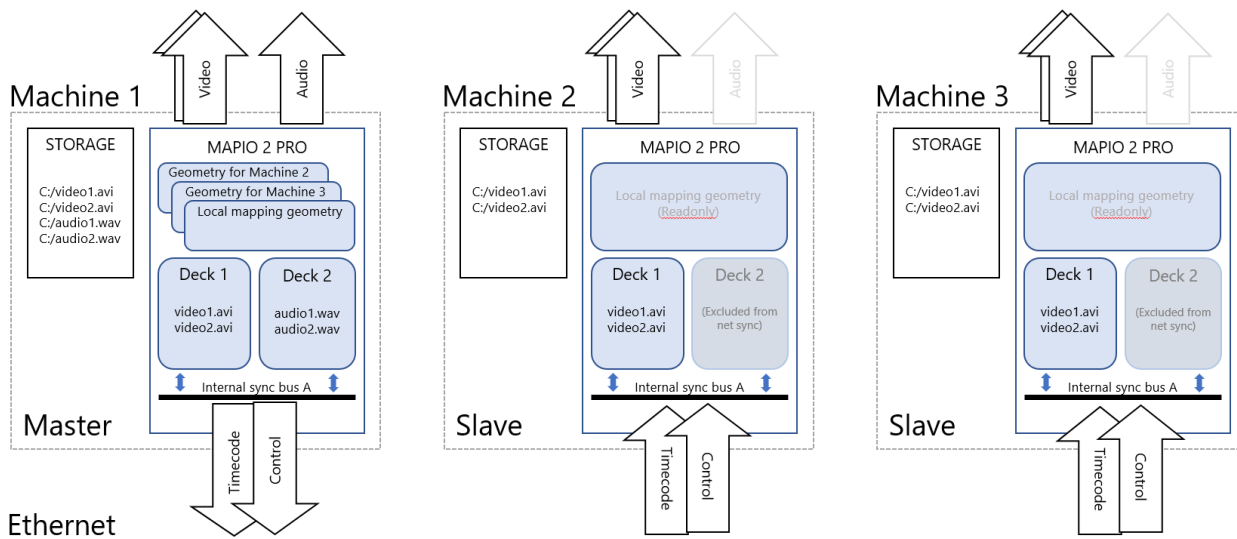 Video
Audio
Machine 1
STORAGE
C:/video1.avi
C:/video2.avi
C:/audio1.wav
C:/audio2.wav
MAPIO 2 PRO
Geometry for Machine 2
Geometry for Machine 3
Local mapping geometry
Deck 1
video1.avi
video2.avi
Deck 2
audio1.wav
audio2.wav
Internal sync bus A
Master
Timecode
Control
Video
Audio
Machine 2
STORAGE
C:/video1.avi
C:/video2.avi
MAPIO 2 PRO
Local mapping geometry
(Readonly)
Deck 1
video1.avi
video2.avi
Deck 2
(Excluded from
net sync)
Internal sync bus A
Slave
Timecode
Control
Video
Audio
Machine 3
STORAGE
C:/video1.avi
C:/video2.avi
MAPIO 2 PRO
Local mapping geometry
(Readonly)
Deck 1
video1.avi
video2.avi
Deck 2
(Excluded from
net sync)
Internal sync bus A
Slave
Timecode
Control
Ethernet